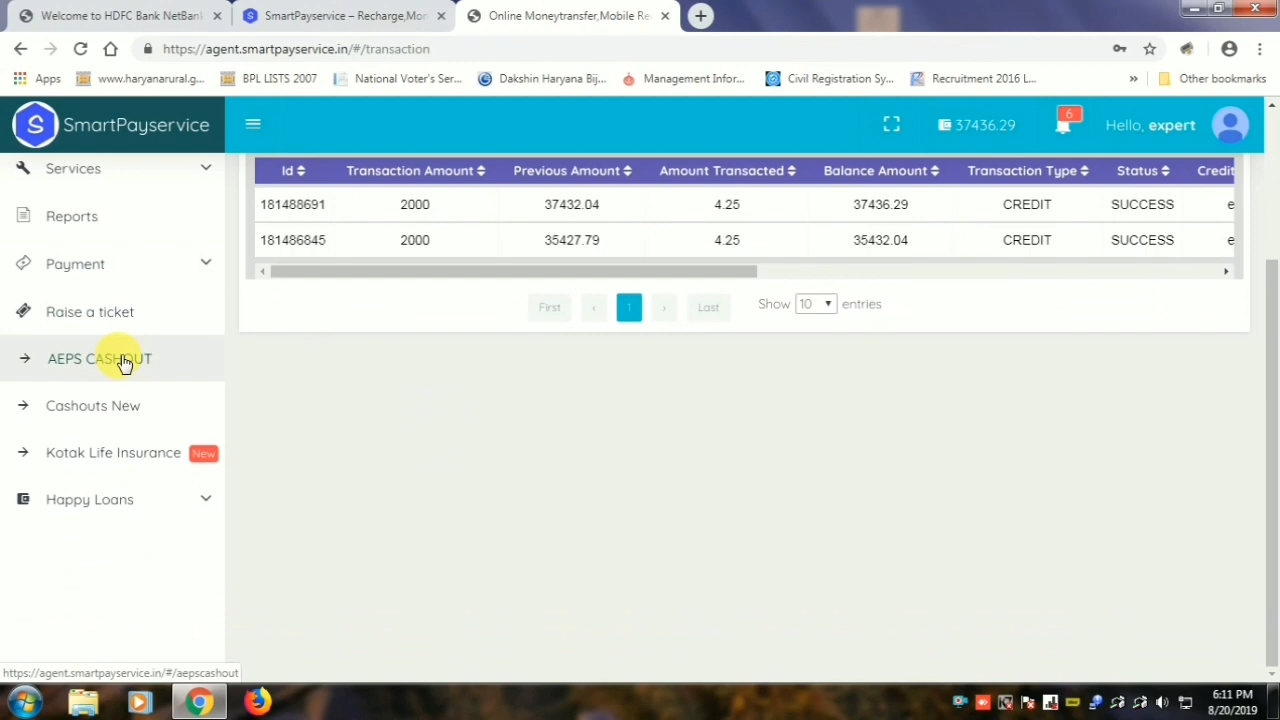 Welcome to HDFC Bank NetBank
SmartPayservice – Recharge,Mon
Online Moneytransfer,Mobile Re
https://agent.smartpayservice.in/#/transaction
Apps
www.haryanarural.g...
BPL LISTS 2007
National Voter's Ser...
Dakshin Haryana Bij...
Management Infor...
Civil Registration Sy...
Recruitment 2016 L...
»
Other bookmarks
S SmartPayservice
37436.29
6
Hello, expert
Services
Reports
Payment
Raise a ticket
AEPS CASHOUT
Cashouts New
Kotak Life Insurance New
Happy Loans
Id Transaction Amount Previous Amount Amount Transacted Balance Amount Transaction Type Status Credit
181488691 2000 37432.04 4.25 37436.29 CREDIT SUCCESS e
181486845 2000 35427.79 4.25 35432.04 CREDIT SUCCESS e
First ‹ 1 › Last Show 10 entries
https://agent.smartpayservice.in/#/aepscashout
6:11 PM
8/20/2019